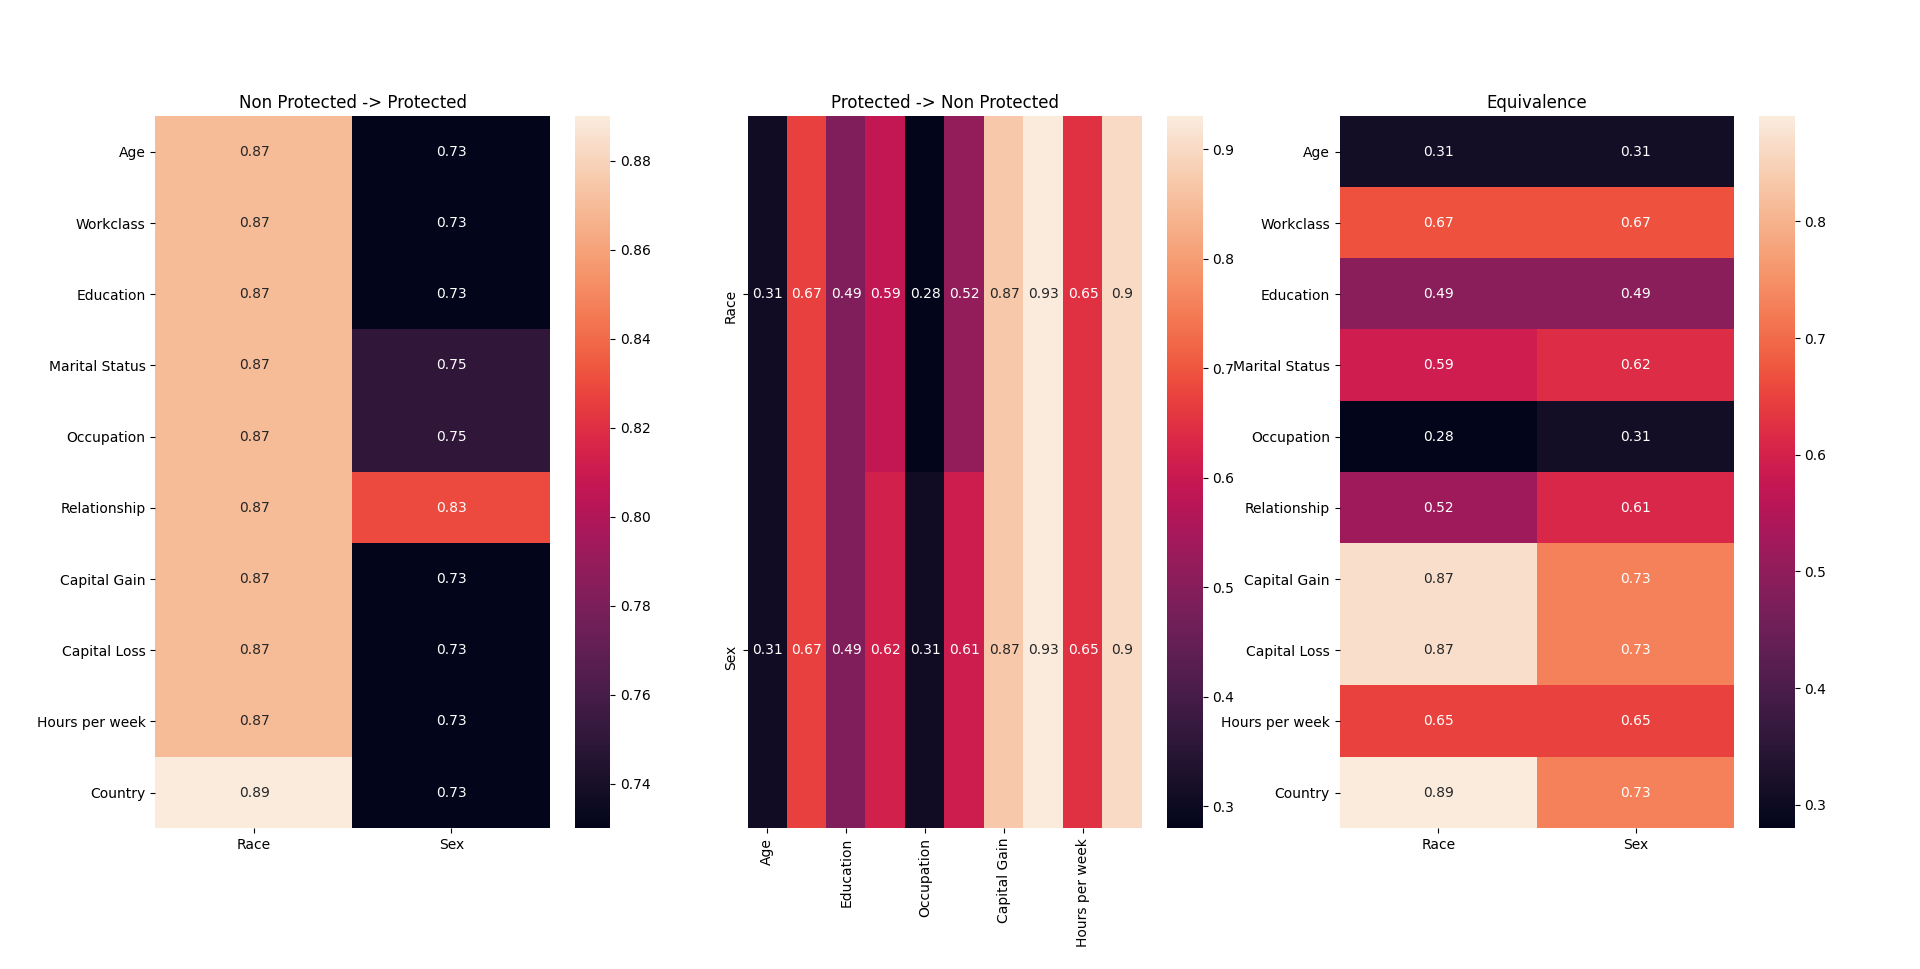 Non Protected -> Protected
Age 0.87 0.73
Workclass 0.87 0.73
Education 0.87 0.73
Marital Status 0.87 0.75
Occupation 0.87 0.75
Relationship 0.87 0.83
Capital Gain 0.87 0.73
Capital Loss 0.87 0.73
Hours per week 0.87 0.73
Country 0.89 0.73
Race Sex
0.88
0.86
0.84
0.82
0.80
0.78
0.76
0.74
Protected -> Non Protected
Race 0.31 0.67 0.49 0.59 0.28 0.52 0.87 0.93 0.65 0.9
Sex 0.31 0.67 0.49 0.62 0.31 0.61 0.87 0.93 0.65 0.9
Age Education Occupation Capital Gain Hours per week
0.9
0.8
0.7
0.6
0.5
0.4
0.3
Equivalence
Age 0.31 0.31
Workclass 0.67 0.67
Education 0.49 0.49
Marital Status 0.59 0.62
Occupation 0.28 0.31
Relationship 0.52 0.61
Capital Gain 0.87 0.73
Capital Loss 0.87 0.73
Hours per week 0.65 0.65
Country 0.89 0.73
Race Sex
0.8
0.7
0.6
0.5
0.4
0.3